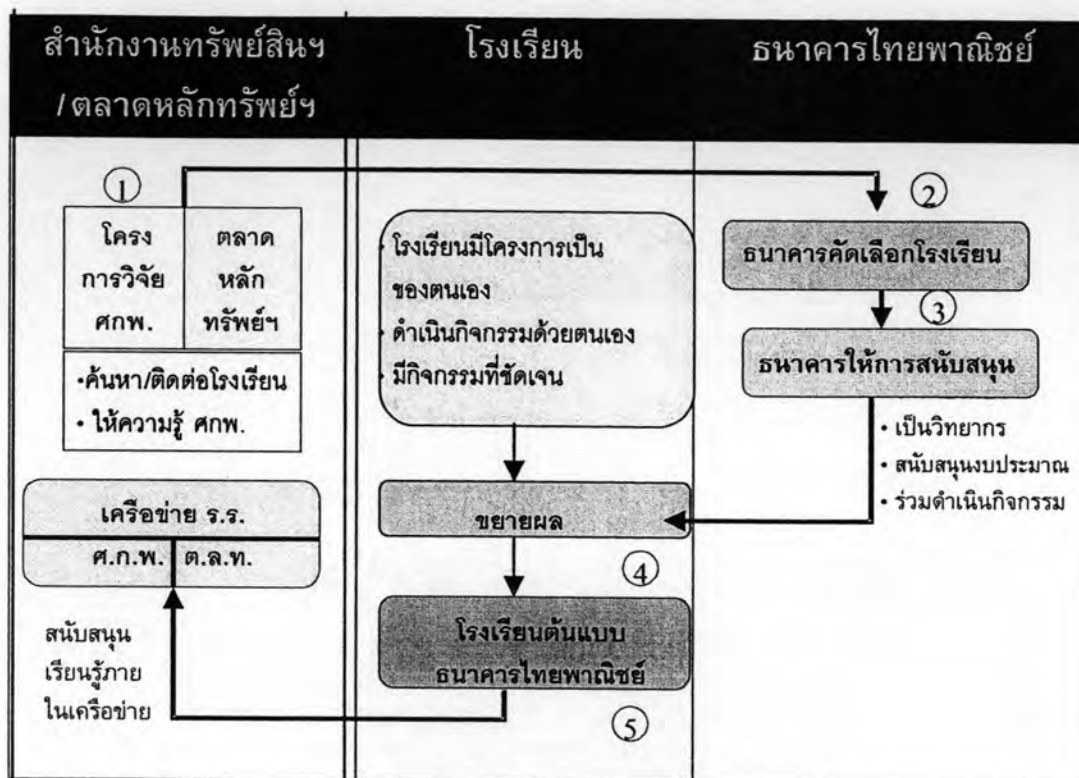 สำนักงานทรัพย์สินฯ
/ตลาดหลักทรัพย์ฯ
โรงเรียน
ธนาคารไทยพาณิชย์
①
โครง
การวิจัย
ศกพ.
ตลาด
หลัก
ทรัพย์ฯ
•ค้นหา/ติดต่อโรงเรียน
• ให้ความรู้ ศกพ.
②
ธนาคารคัดเลือกโรงเรียน
③
ธนาคารให้การสนับสนุน
• เป็นวิทยากร
• สนับสนุนงบประมาณ
• ร่วมดำเนินกิจกรรม
• โรงเรียนมีโครงการเป็น
ของตนเอง
• ดำเนินกิจกรรมด้วยตนเอง
• มีกิจกรรมที่ชัดเจน
ขยายผล
④
โรงเรียนต้นแบบ
ธนาคารไทยพาณิชย์
⑤
เครือข่าย ร.ร.
ศ.ก.พ.
ต.ล.ท.
สนับสนุน
เรียนรู้ภาย
ในเครือข่าย